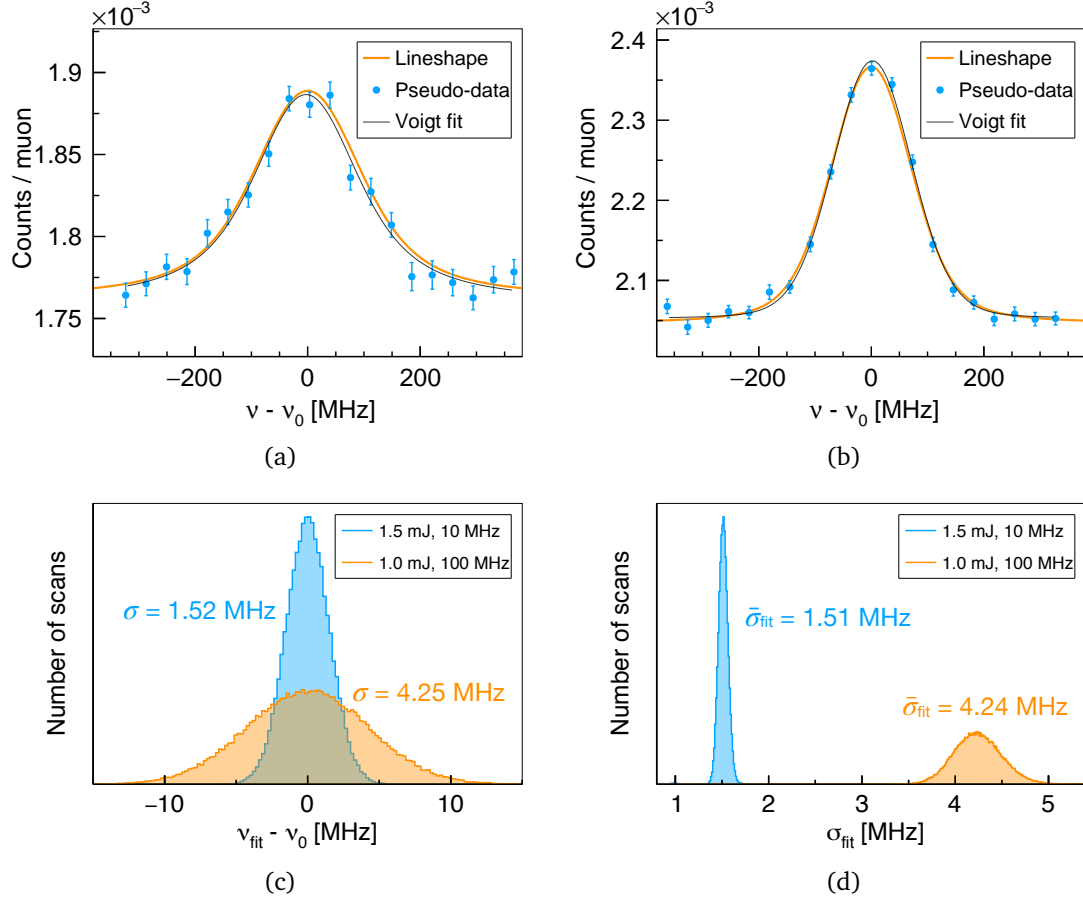 ×10⁻³
1.9
1.85
1.8
1.75
Counts / muon
Lineshape
Pseudo-data
Voigt fit
−200
0
200
ν - ν₀ [MHz]
(a)
×10⁻³
2.4
2.3
2.2
2.1
Counts / muon
Lineshape
Pseudo-data
Voigt fit
−200
0
200
ν - ν₀ [MHz]
(b)
Number of scans
1.5 mJ, 10 MHz
1.0 mJ, 100 MHz
σ = 1.52 MHz
σ = 4.25 MHz
−10
0
10
ν_fit - ν₀ [MHz]
(c)
Number of scans
1.5 mJ, 10 MHz
1.0 mJ, 100 MHz
σ̄_fit = 1.51 MHz
σ̄_fit = 4.24 MHz
1
2
3
4
5
σ_fit [MHz]
(d)